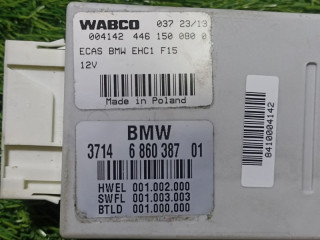 WABCO 037 23/13
004142 446 150 080 0
ECAS BMW EHC1 F15
12V
Made in Poland
BMW
3714 6 860 387 01
HWEL 001.002.000
SWFL 001.003.003
BTLD 001.000.000
8410004142